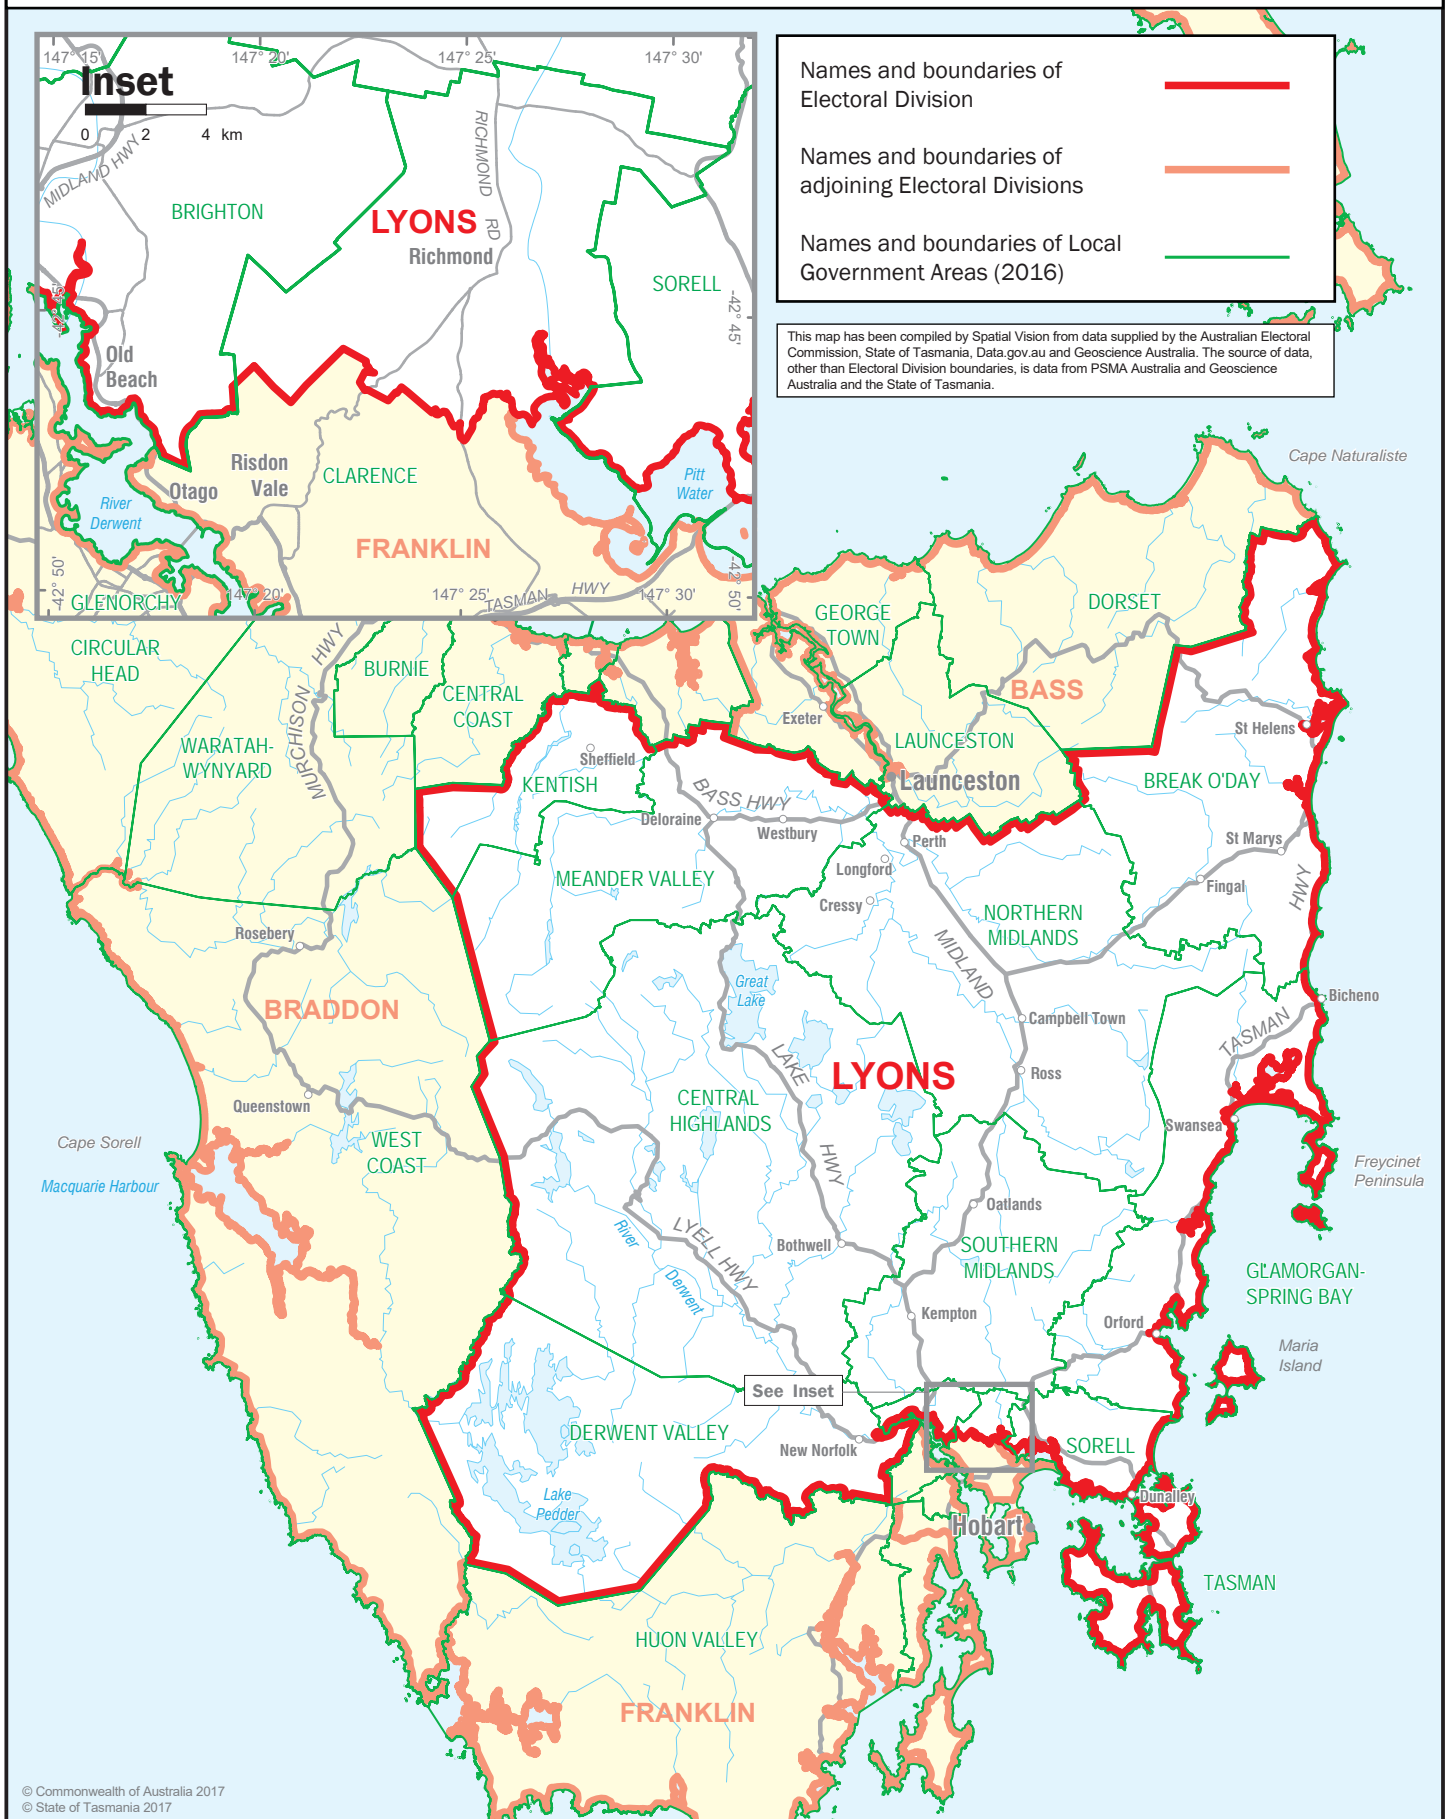 147° 15'
147° 20'
147° 25'
147° 30'
Inset
0 2 4 km
MIDLAND HWY
RICHMOND RD
BRIGHTON
LYONS
Richmond
SORELL
-42° 45'
Old
Beach
Risdon
Vale
CLARENCE
Otago
River
Derwent
Pitt
Water
FRANKLIN
-42° 50'
GLENORCHY
147° 20'
147° 25'
TASMAN HWY
147° 30'
-42° 50'
Names and boundaries of
Electoral Division
Names and boundaries of
adjoining Electoral Divisions
Names and boundaries of Local
Government Areas (2016)
This map has been compiled by Spatial Vision from data supplied by the Australian Electoral
Commission, State of Tasmania, Data.gov.au and Geoscience Australia. The source of data,
other than Electoral Division boundaries, is data from PSMA Australia and Geoscience
Australia and the State of Tasmania.
Cape Naturaliste
CIRCULAR
HEAD
BURNIE
CENTRAL
COAST
GEORGE
TOWN
DORSET
BASS
Exeter
LAUNCESTON
St Helens
WARATAH-
WYNYARD
MURCHISON HWY
Sheffield
KENTISH
BASS HWY
Launceston
BREAK O'DAY
Deloraine
Westbury
Perth
St Marys
Longford
MEANDER VALLEY
Cressy
Fingal
HWY
NORTHERN
MIDLANDS
Rosebery
MIDLAND
Great
Lake
BRADDON
Bicheno
Campbell Town
TASMAN
LAKE
LYONS
Ross
Queenstown
CENTRAL
HIGHLANDS
Swansea
Cape Sorell
WEST
COAST
HWY
Freycinet
Peninsula
Macquarie Harbour
Oatlands
River
Derwent
LYELL HWY
Bothwell
SOUTHERN
MIDLANDS
GLAMORGAN-
SPRING BAY
Kempton
Orford
Maria
Island
See Inset
DERWENT VALLEY
New Norfolk
SORELL
Lake
Pedder
Dunalley
Hobart
TASMAN
HUON VALLEY
FRANKLIN
© Commonwealth of Australia 2017
© State of Tasmania 2017